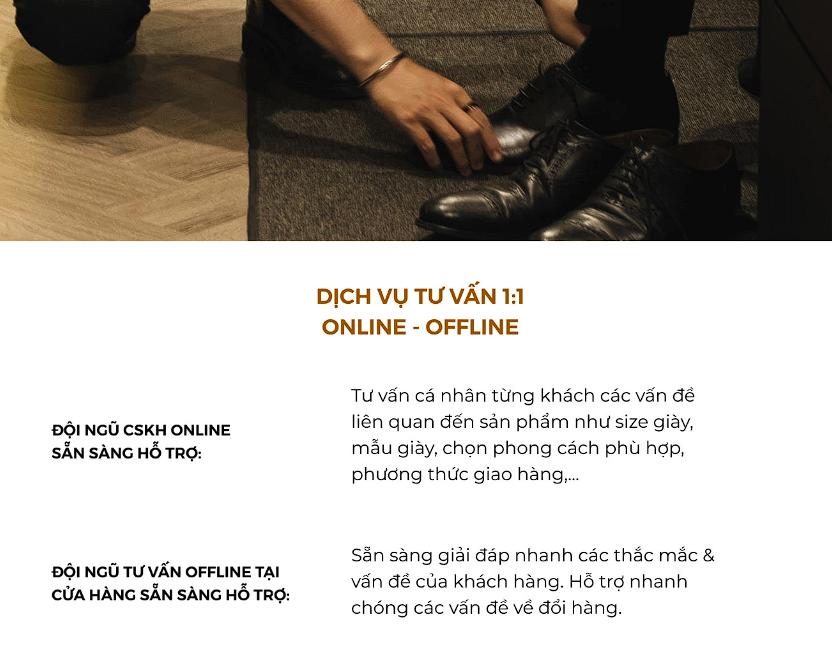 DỊCH VỤ TƯ VẤN 1:1
ONLINE - OFFLINE
ĐỘI NGŨ CSKH ONLINE
SẴN SÀNG HỖ TRỢ:
Tư vấn cá nhân từng khách các vấn đề
liên quan đến sản phẩm như size giày,
mẫu giày, chọn phong cách phù hợp,
phương thức giao hàng,...
ĐỘI NGŨ TƯ VẤN OFFLINE TẠI
CỬA HÀNG SẴN SÀNG HỖ TRỢ:
Sẵn sàng giải đáp nhanh các thắc mắc &
vấn đề của khách hàng. Hỗ trợ nhanh
chóng các vấn đề về đổi hàng.